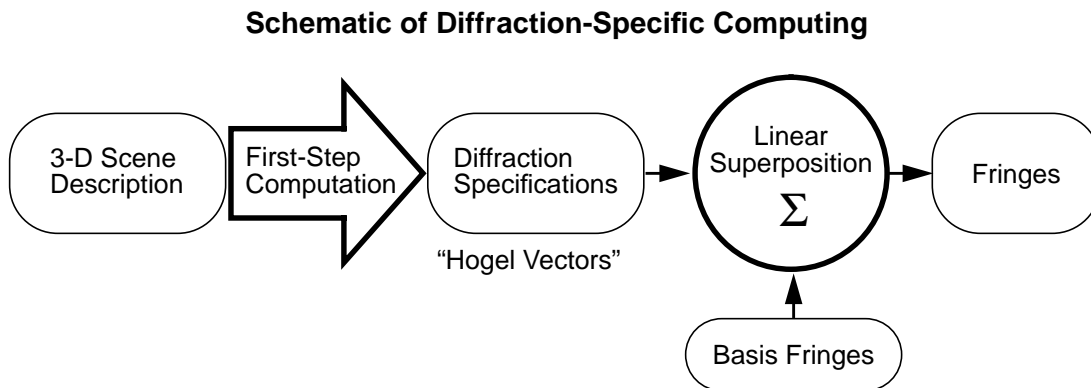 Schematic of Diffraction-Specific Computing
3-D Scene
Description
First-Step
Computation
Diffraction
Specifications
“Hogel Vectors”
Linear
Superposition
Σ
Fringes
Basis Fringes